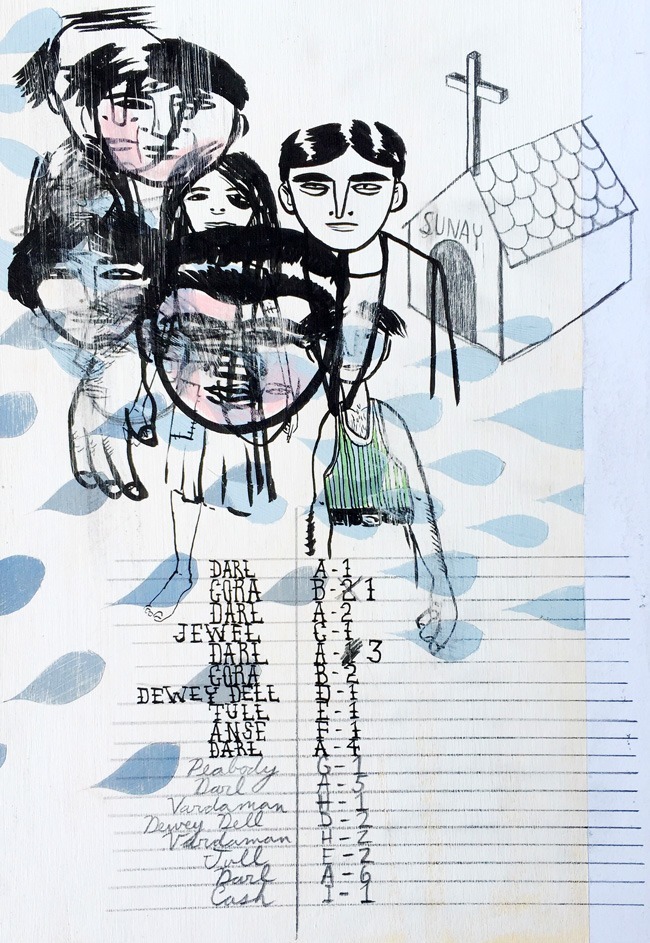 SUNAY
DARL A-1
CORA B-2 1
DARL A-2
JEWEL C-1
DARL A- 3
CORA B-2
DEWEY DELL D-1
TULL E-1
ANSE F-1
DARL A-4
Peabody G-1
Darl A-5
Vardaman H-1
Dewey Dell D-2
Vardaman H-2
Tull E-2
Darl A-6
Cash I-1